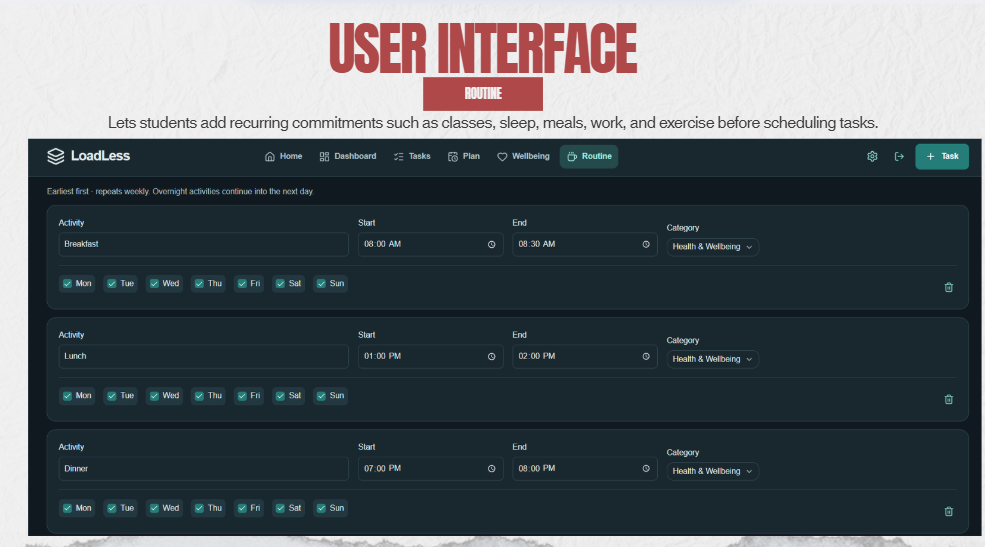 USER INTERFACE
ROUTINE
Lets students add recurring commitments such as classes, sleep, meals, work, and exercise before scheduling tasks.
LoadLess Home Dashboard Tasks Plan Wellbeing Routine + Task
Earliest first - repeats weekly. Overnight activities continue into the next day.
Activity Start End Category
Breakfast 08:00 AM 08:30 AM Health & Wellbeing
Mon Tue Wed Thu Fri Sat Sun
Activity Start End Category
Lunch 01:00 PM 02:00 PM Health & Wellbeing
Mon Tue Wed Thu Fri Sat Sun
Activity Start End Category
Dinner 07:00 PM 08:00 PM Health & Wellbeing
Mon Tue Wed Thu Fri Sat Sun